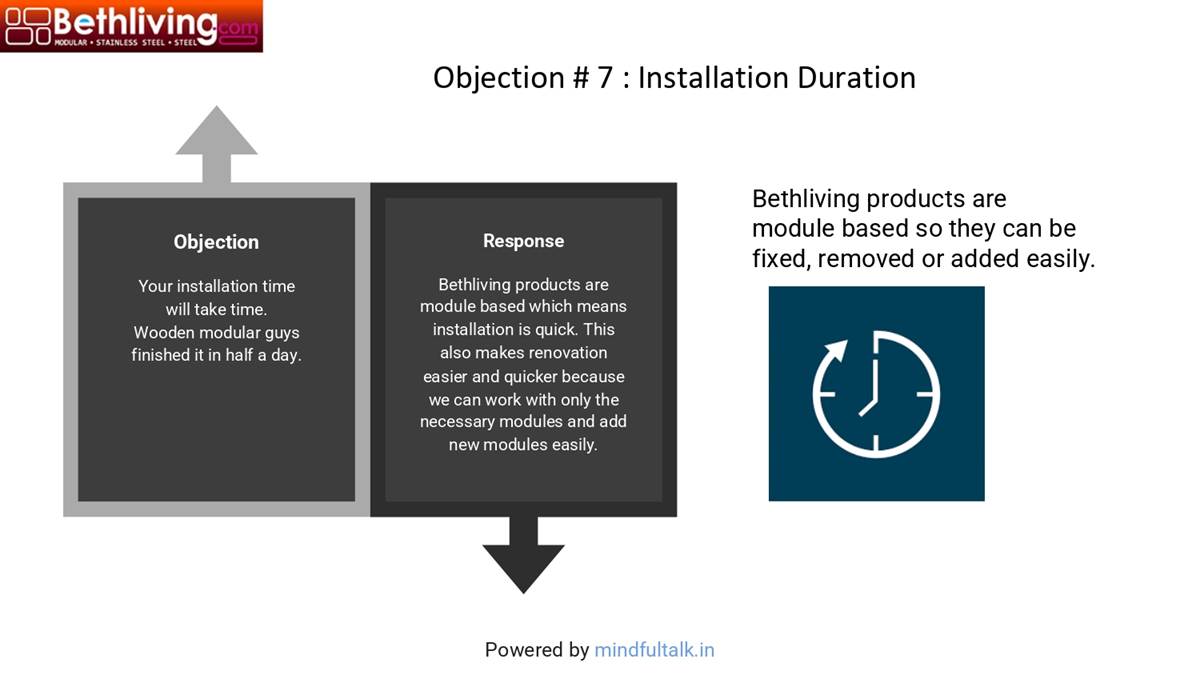 Bethliving.com
MODULAR • STAINLESS STEEL • STEEL
Objection # 7 : Installation Duration
Objection
Your installation time
will take time.
Wooden modular guys
finished it in half a day.
Response
Bethliving products are
module based which means
installation is quick. This
also makes renovation
easier and quicker because
we can work with only the
necessary modules and add
new modules easily.
Bethliving products are
module based so they can be
fixed, removed or added easily.
Powered by mindfultalk.in